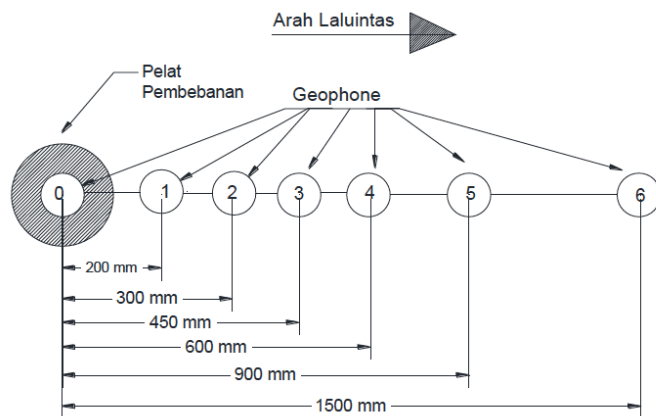 Arah Laluintas
Pelat
Pembebanan
Geophone
0
1
2
3
4
5
6
200 mm
300 mm
450 mm
600 mm
900 mm
1500 mm